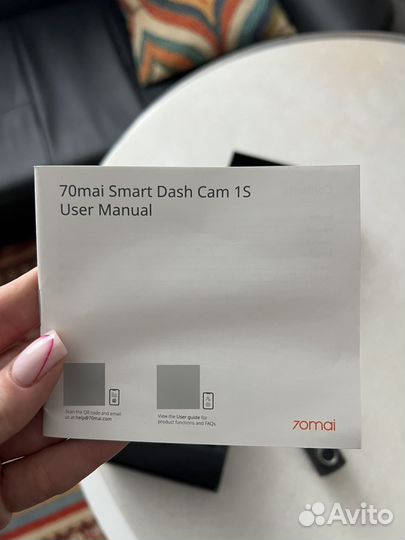 70mai Smart Dash Cam 1S
User Manual
Scan the QR code and email
us at help@70mai.com
View the User guide for
product functions and FAQs
70mai
Avito